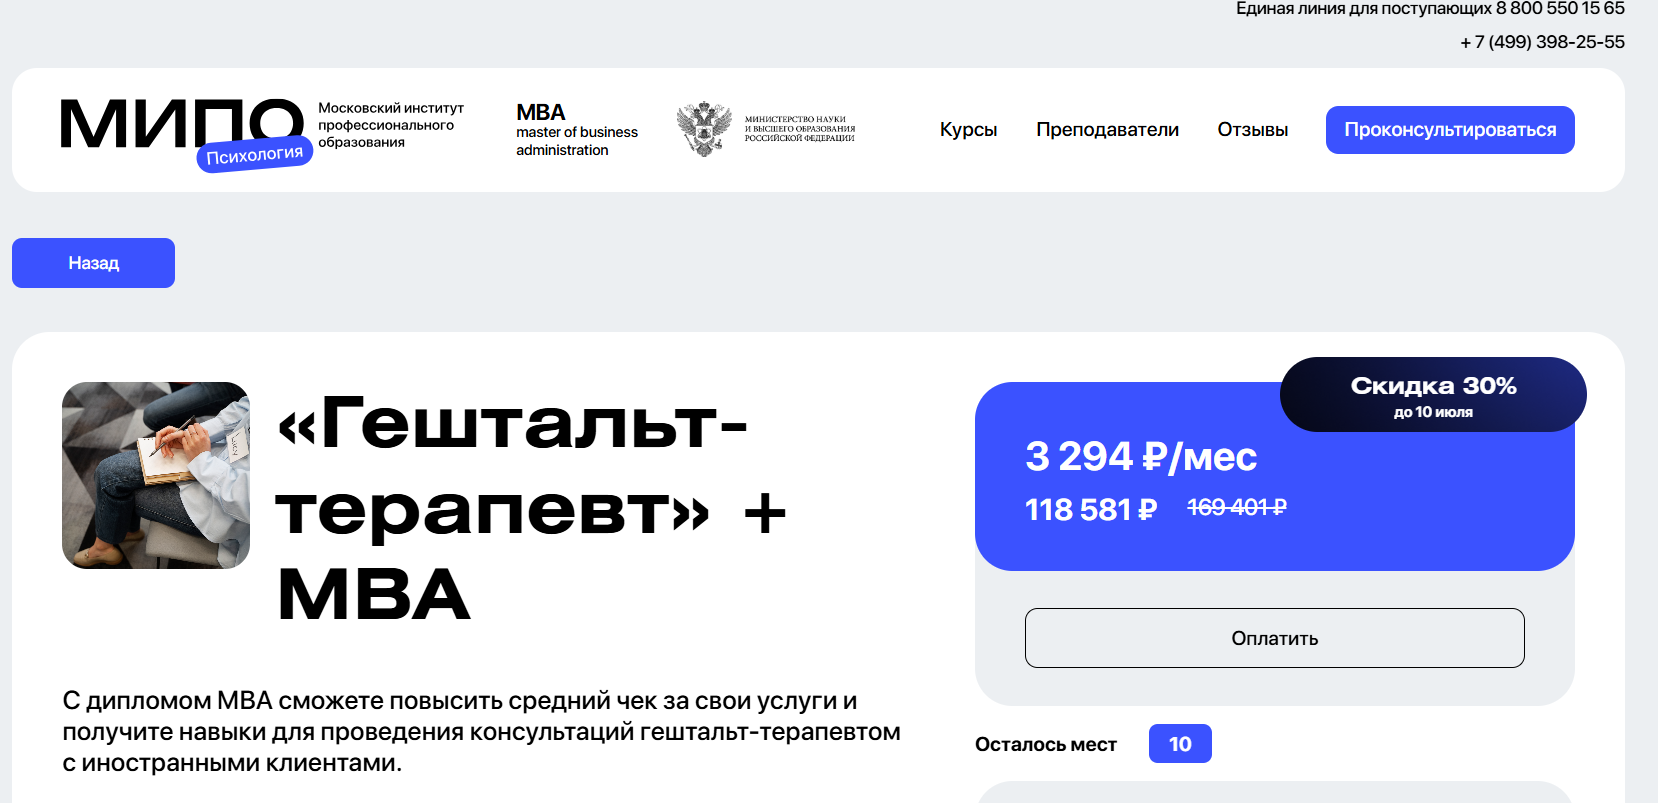 Единая линия для поступающих 8 800 550 15 65
+ 7 (499) 398-25-55
МИПО
Психология
Московский институт
профессионального
образования
MBA
master of business
administration
МИНИСТЕРСТВО НАУКИ
И ВЫСШЕГО ОБРАЗОВАНИЯ
РОССИЙСКОЙ ФЕДЕРАЦИИ
Курсы
Преподаватели
Отзывы
Проконсультироваться
Назад
«Гештальт-
терапевт» +
MBA
С дипломом MBA сможете повысить средний чек за свои услуги и
получите навыки для проведения консультаций гештальт-терапевтом
с иностранными клиентами.
Скидка 30%
до 10 июля
3 294 ₽/мес
118 581 ₽ 169 401 ₽
Оплатить
Осталось мест 10